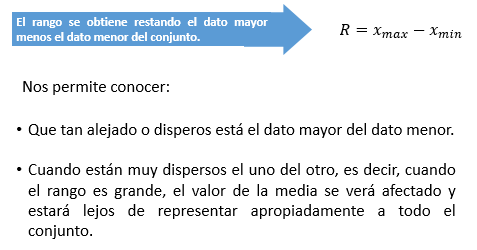 El rango se obtiene restando el dato mayor
menos el dato menor del conjunto.
R = x_{max} − x_{min}
Nos permite conocer:
• Que tan alejado o disperos está el dato mayor del dato menor.
• Cuando están muy dispersos el uno del otro, es decir, cuando
el rango es grande, el valor de la media se verá afectado y
estará lejos de representar apropiadamente a todo el
conjunto.